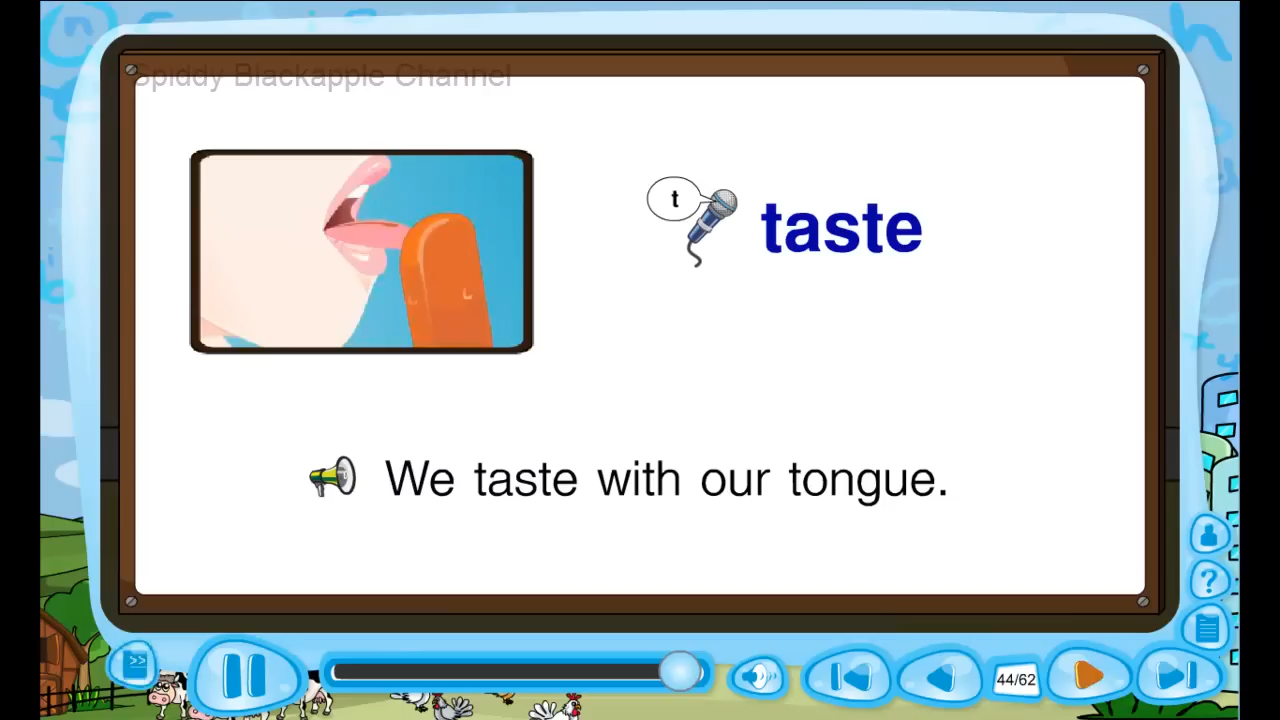 Spiddy Blackapple Channel
t
taste
We taste with our tongue.
44/62